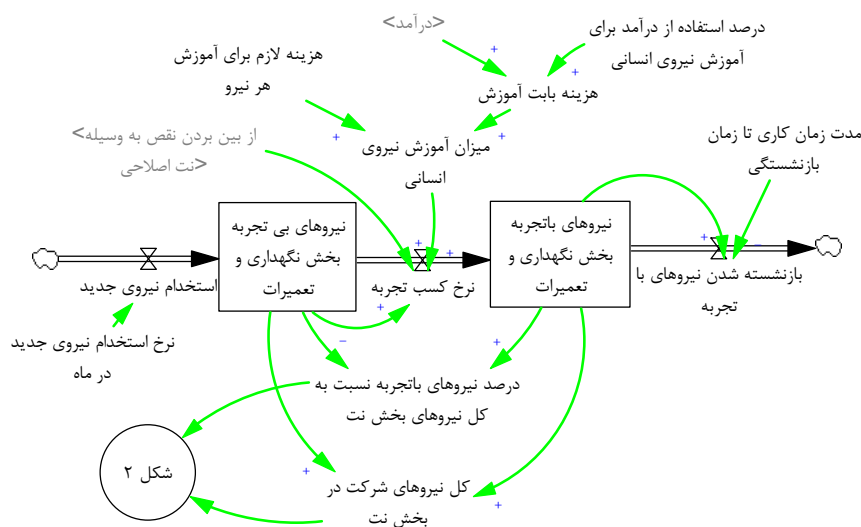 <درآمد>
درصد استفاده از درآمد برای
آموزش نیروی انسانی
هزینه لازم برای آموزش
هر نیرو
هزینه بابت آموزش
از بین بردن نقص به وسیله>
<نت اصلاحی
میزان آموزش نیروی
انسانی
مدت زمان کاری تا زمان
بازنشستگی
نیروهای بی تجربه
بخش نگهداری و
تعمیرات
نیروهای باتجربه
بخش نگهداری و
تعمیرات
استخدام نیروی جدید
نرخ کسب تجربه
بازنشسته شدن نیروهای با
تجربه
نرخ استخدام نیروی جدید
در ماه
درصد نیروهای باتجربه نسبت به
کل نیروهای بخش نت
شکل ۲
کل نیروهای شرکت در
بخش نت